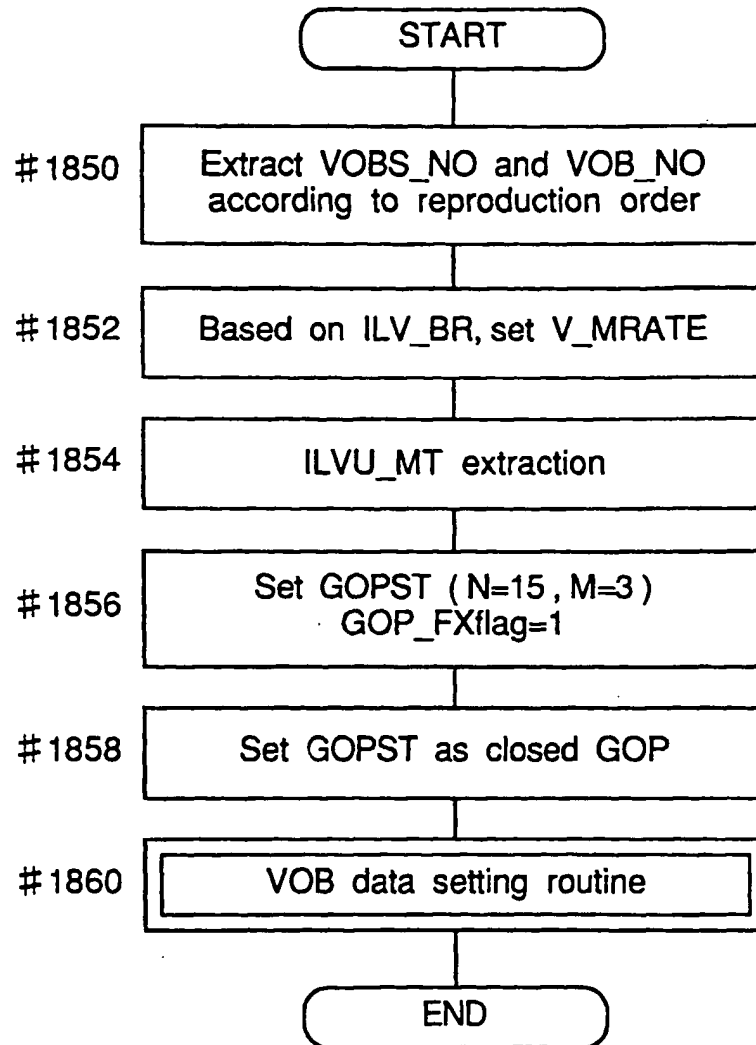 START
#1850
Extract VOBS_NO and VOB_NO
according to reproduction order
#1852
Based on ILV_BR, set V_MRATE
#1854
ILVU_MT extraction
#1856
Set GOPST (N=15, M=3)
GOP_FXflag=1
#1858
Set GOPST as closed GOP
#1860
VOB data setting routine
END